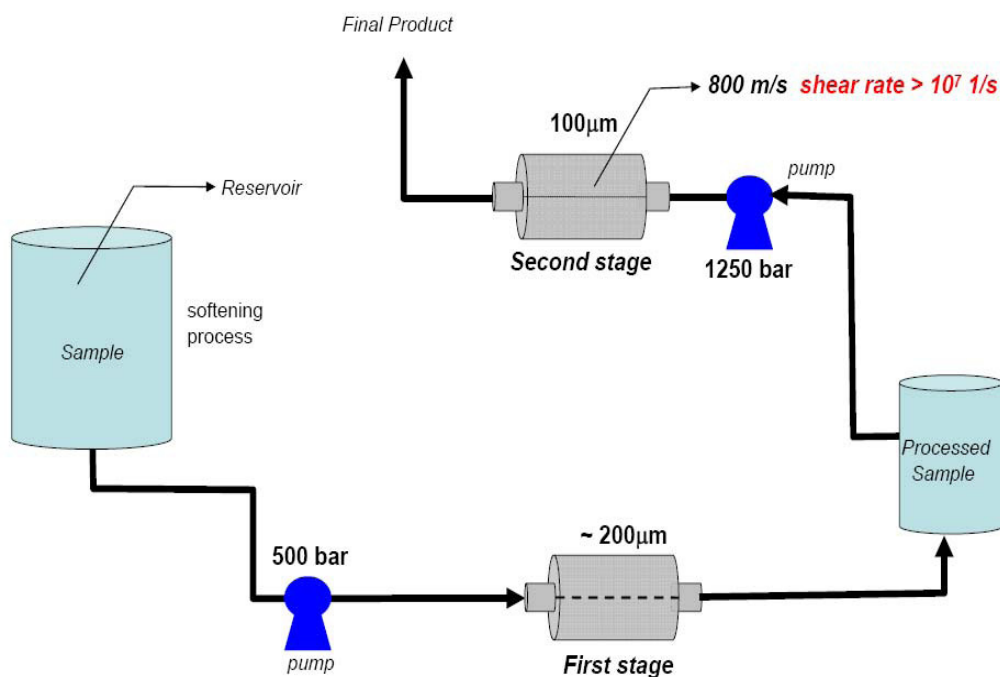 Final Product
800 m/s shear rate > 10⁷ 1/s
100μm
pump
Reservoir
Second stage
1250 bar
softening
process
Sample
Processed
Sample
~ 200μm
500 bar
pump
First stage